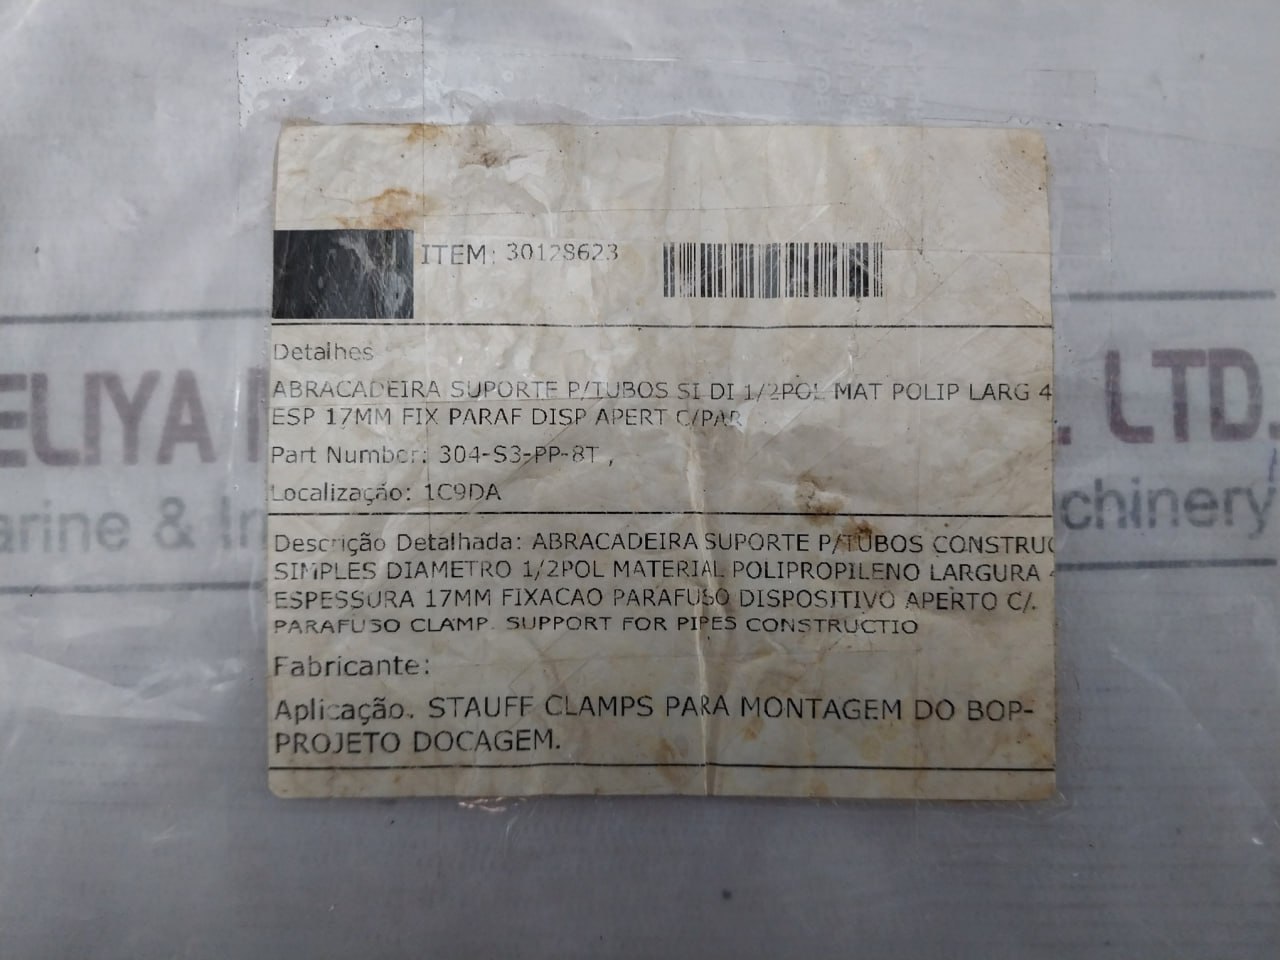 ITEM: 30128623
Detalhes
ABRACADEIRA SUPORTE P/TUBOS SI DI 1/2POL MAT POLIP LARG 4
ESP 17MM FIX PARAF DISP APERT C/PAR
Part Number: 304-S3-PP-8T ,
Localização: 1C9DA
Descrição Detalhada: ABRACADEIRA SUPORTE P/TUBOS CONSTRUC
SIMPLES DIAMETRO 1/2POL MATERIAL POLIPROPILENO LARGURA 4
ESPESSURA 17MM FIXACAO PARAFUSO DISPOSITIVO APERTO C/.
PARAFUSO CLAMP. SUPPORT FOR PIPES CONSTRUCTIO
Fabricante:
Aplicação. STAUFF CLAMPS PARA MONTAGEM DO BOP-
PROJETO DOCAGEM.
ELIYA LTD.
arine & In chinery